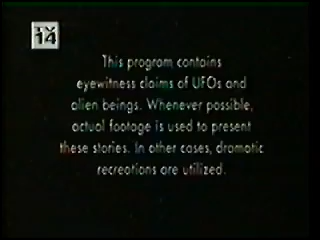 TV
14
This program contains
eyewitness claims of UFOs and
alien beings. Whenever possible,
actual footage is used to present
these stories. In other cases, dramatic
recreations are utilized.